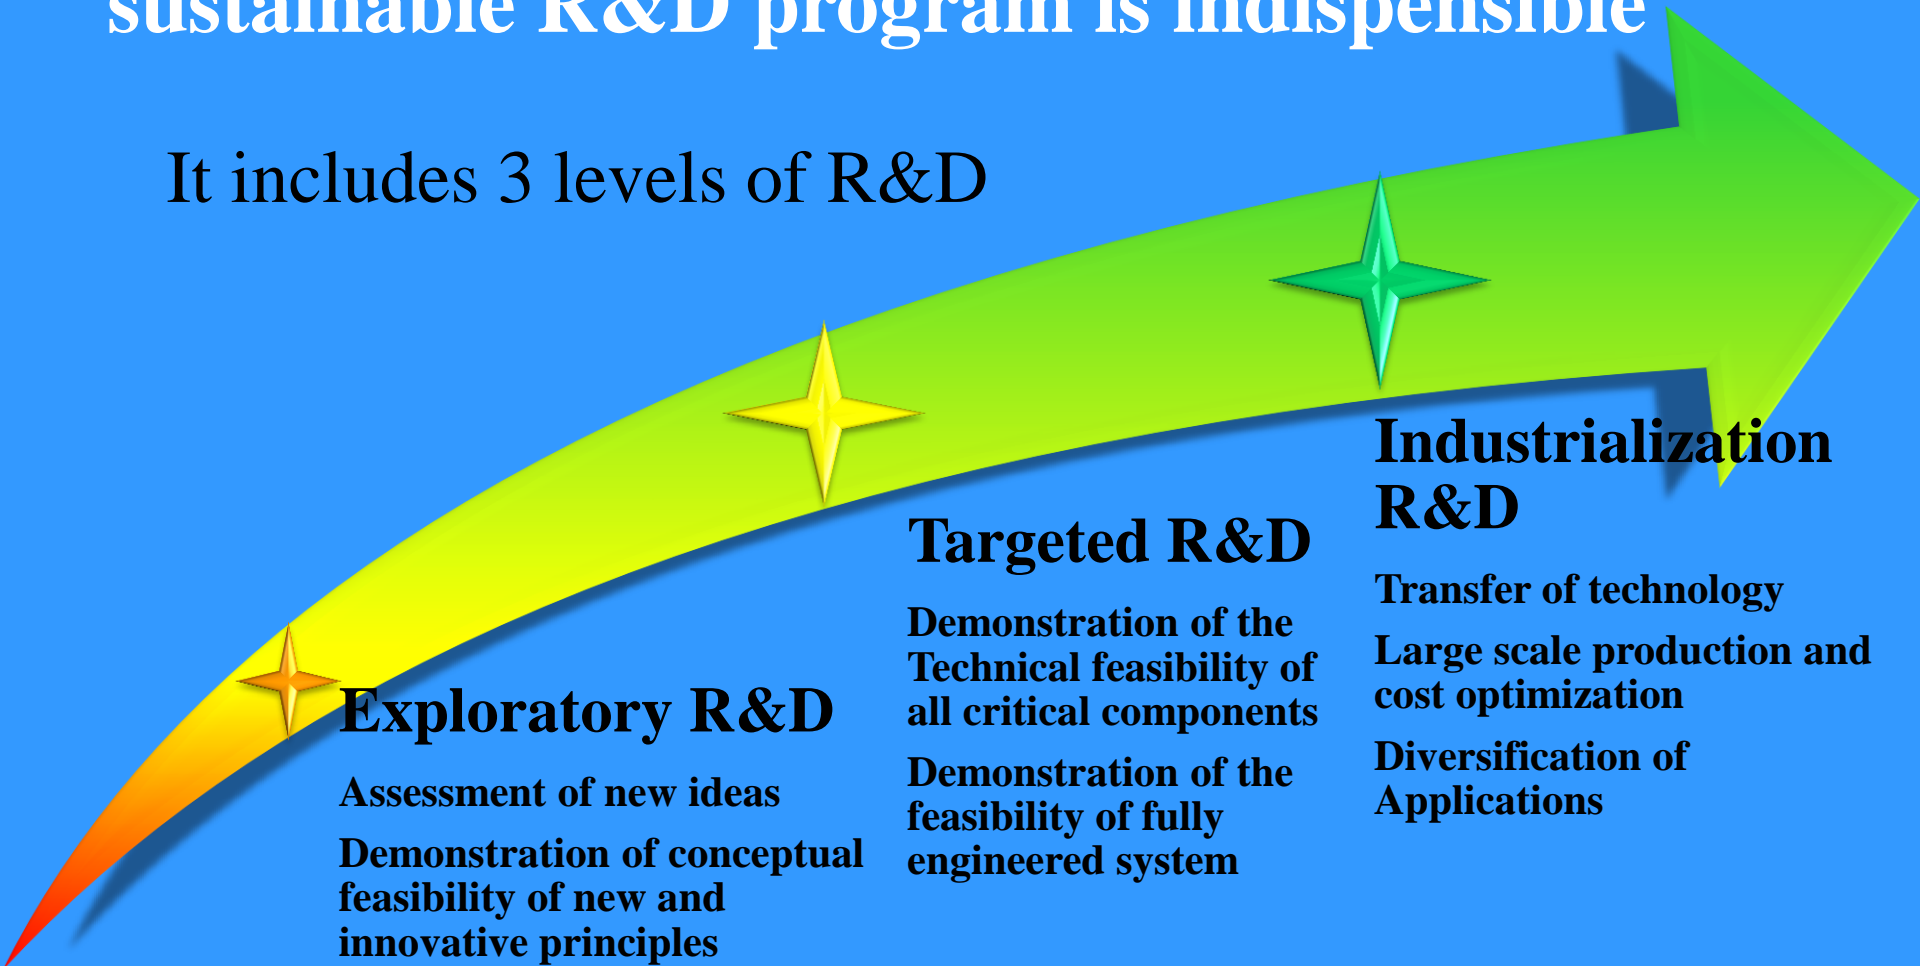 sustainable R&D program is indispensible
It includes 3 levels of R&D
Exploratory R&D
Assessment of new ideas
Demonstration of conceptual
feasibility of new and
innovative principles
Targeted R&D
Demonstration of the
Technical feasibility of
all critical components
Demonstration of the
feasibility of fully
engineered system
Industrialization
R&D
Transfer of technology
Large scale production and
cost optimization
Diversification of
Applications